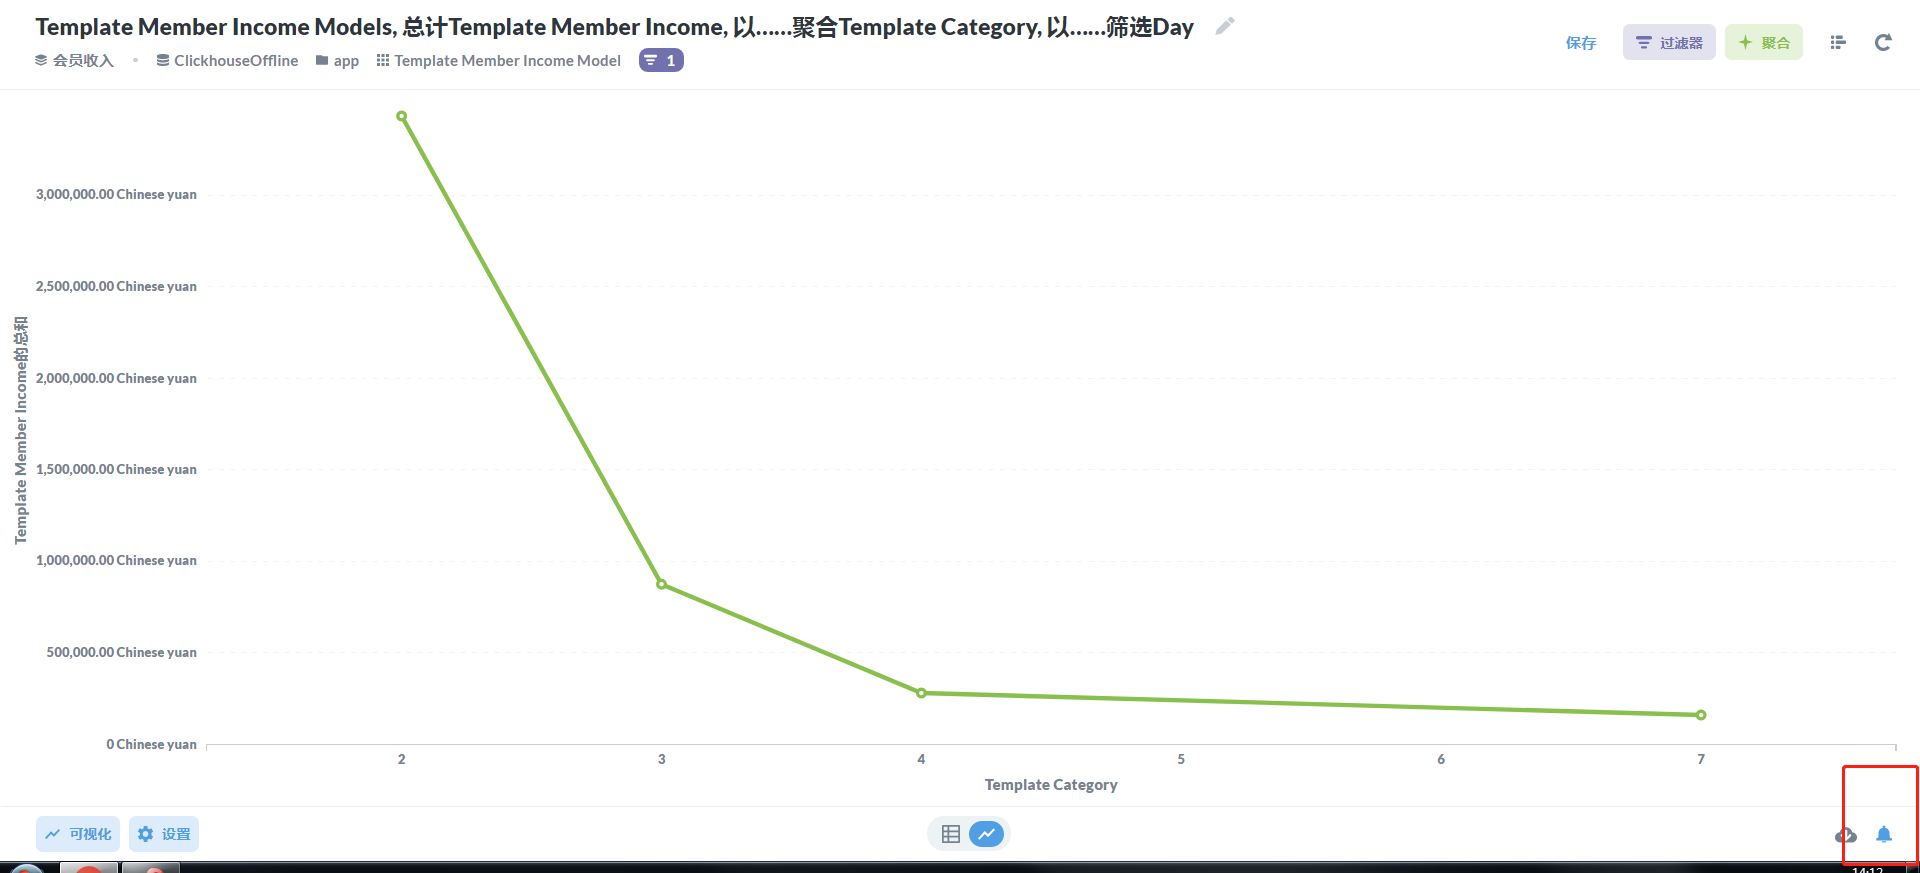 Template Member Income Models, 总计Template Member Income, 以……聚合Template Category, 以……筛选Day
会员收入 • ClickhouseOffline app Template Member Income Model 1
保存 过滤器 聚合
3,000,000.00 Chinese yuan
2,500,000.00 Chinese yuan
2,000,000.00 Chinese yuan
1,500,000.00 Chinese yuan
1,000,000.00 Chinese yuan
500,000.00 Chinese yuan
0 Chinese yuan
Template Member Income的总和
2 3 4 5 6 7
Template Category
可视化 设置
14:12